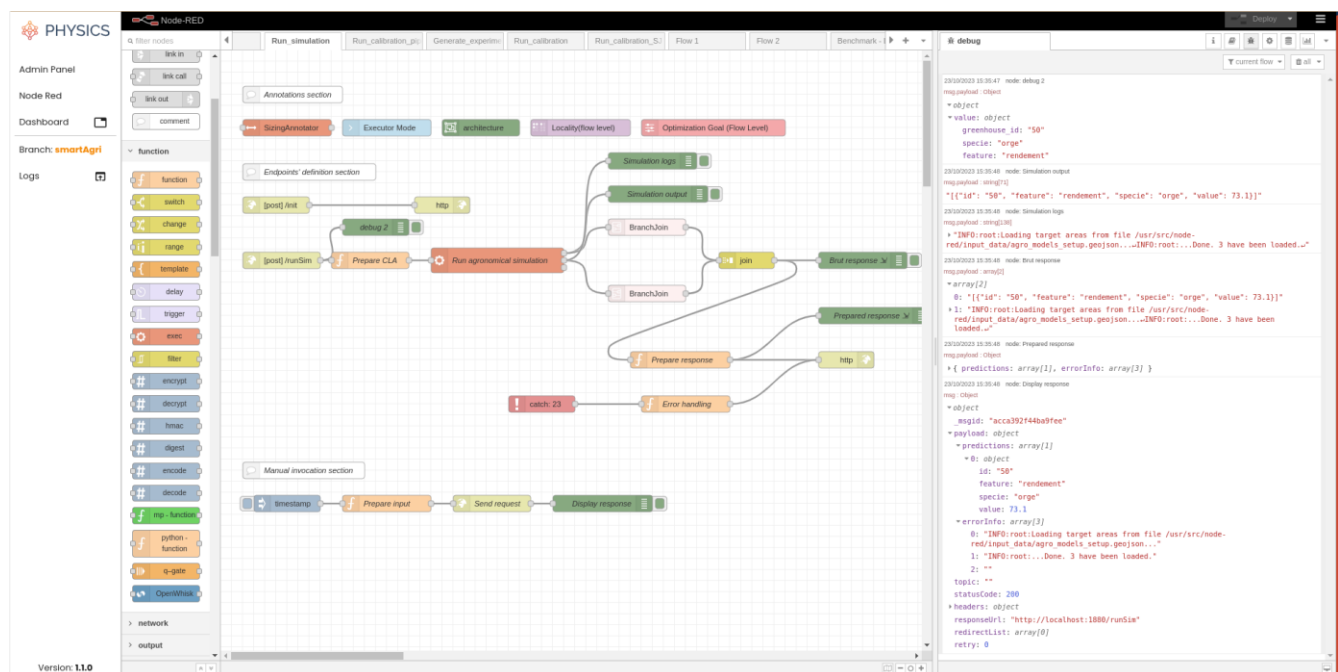 PHYSICS
Admin Panel
Node Red
Dashboard
Branch: smartAgri
Logs
Version: 1.1.0
Node-RED
Deploy
filter nodes
link in
link call
link out
comment
function
function
switch
change
range
template
delay
trigger
exec
filter
encrypt
decrypt
hmac
digest
encode
decode
mp - function
python -
function
q-gate
OpenWhisk
network
output
Run_simulation
Run_calibration_pi
Generate_experime
Run_calibration
Run_calibration_S
Flow 1
Flow 2
Benchmark -
Annotations section
SizingAnnotator
Executor Mode
architecture
Locality(flow level)
Optimization Goal (Flow Level)
Endpoints' definition section
Simulation logs
Simulation output
[post] /init
http
debug 2
BranchJoin
[post] /runSim
Prepare CLA
Run agronomical simulation
join
Brut response
BranchJoin
Prepared response
Prepare response
http
catch: 23
Error handling
Manual invocation section
timestamp
Prepare input
Send request
Display response
debug
current flow
all
23/10/2023 15:35:47 node: debug 2
msg.payload : Object
object
value: object
greenhouse_id: "50"
specie: "orge"
feature: "rendement"
23/10/2023 15:35:48 node: Simulation output
msg.payload : string[71]
"[{"id": "50", "feature": "rendement", "specie": "orge", "value": 73.1}]"
23/10/2023 15:35:48 node: Simulation logs
msg.payload : string[138]
"INFO:root:Loading target areas from file /usr/src/node-
red/input_data/agro_models_setup.geojson...↵INFO:root:...Done. 3 have been loaded.↵"
23/10/2023 15:35:48 node: Brut response
msg.payload : array[2]
array[2]
0: "[{"id": "50", "feature": "rendement", "specie": "orge", "value": 73.1}]"
1: "INFO:root:Loading target areas from file /usr/src/node-
red/input_data/agro_models_setup.geojson...↵INFO:root:...Done. 3 have been
loaded.↵"
23/10/2023 15:35:48 node: Prepared response
msg.payload : Object
{ predictions: array[1], errorInfo: array[3] }
23/10/2023 15:35:48 node: Display response
msg : Object
object
_msgid: "acca392f44ba9fee"
payload: object
predictions: array[1]
0: object
id: "50"
feature: "rendement"
specie: "orge"
value: 73.1
errorInfo: array[3]
0: "INFO:root:Loading target areas from file /usr/src/node-
red/input_data/agro_models_setup.geojson..."
1: "INFO:root:...Done. 3 have been loaded."
2: ""
topic: ""
statusCode: 200
headers: object
responseUrl: "http://localhost:1880/runSim"
redirectList: array[0]
retry: 0